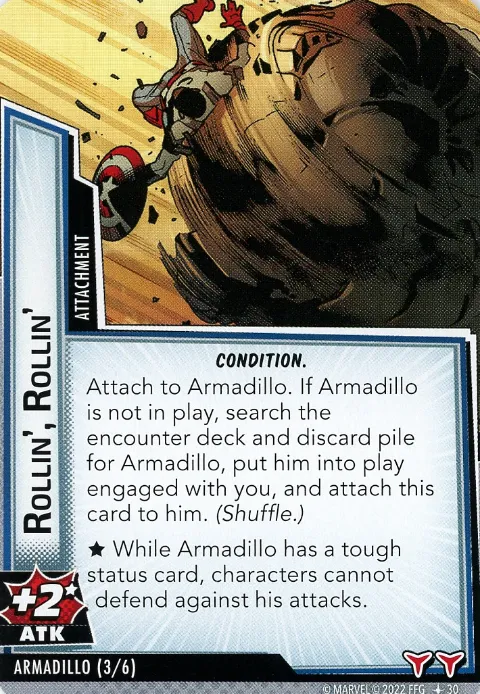 ATTACHMENT
ROLLIN', ROLLIN'
CONDITION.
Attach to Armadillo. If Armadillo
is not in play, search the
encounter deck and discard pile
for Armadillo, put him into play
engaged with you, and attach this
card to him. (Shuffle.)
★ While Armadillo has a tough
status card, characters cannot
defend against his attacks.
+2★
ATK
ARMADILLO (3/6)
© MARVEL © 2022 FFG 30